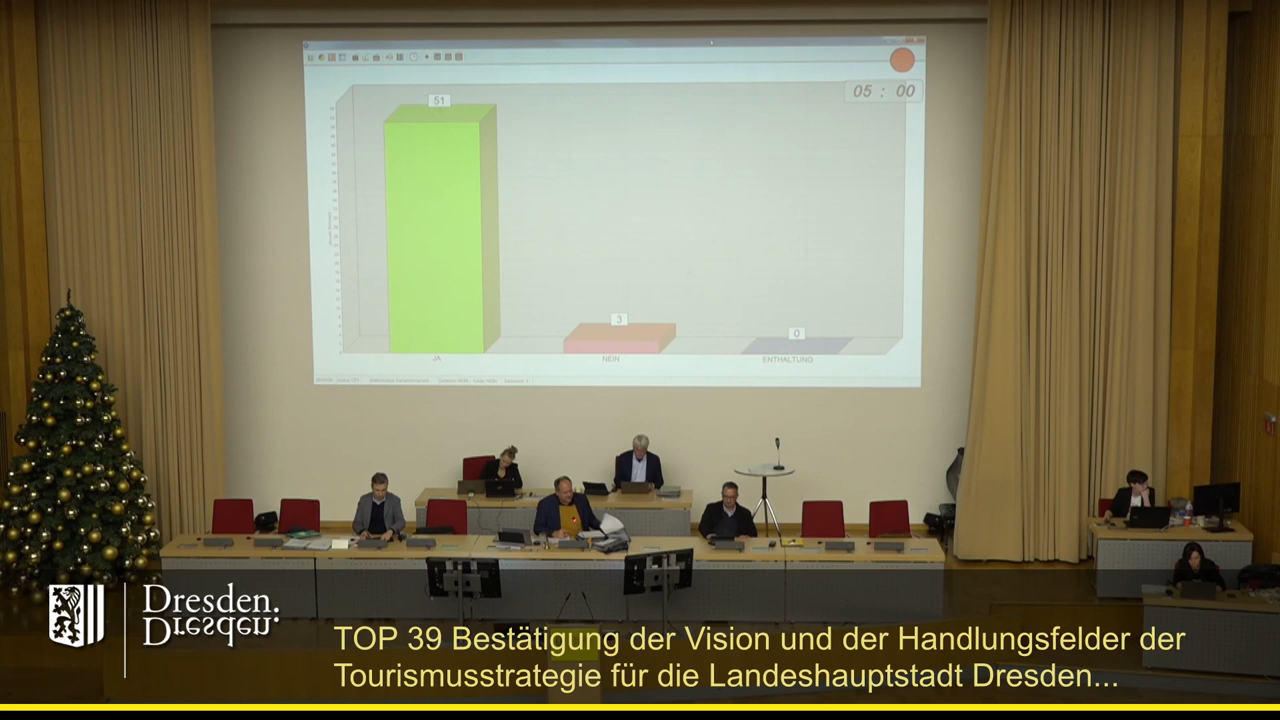 05 : 00
51
3
0
JA
NEIN
ENTHALTUNG
Dresden.
Dresden.
TOP 39 Bestätigung der Vision und der Handlungsfelder der
Tourismusstrategie für die Landeshauptstadt Dresden...